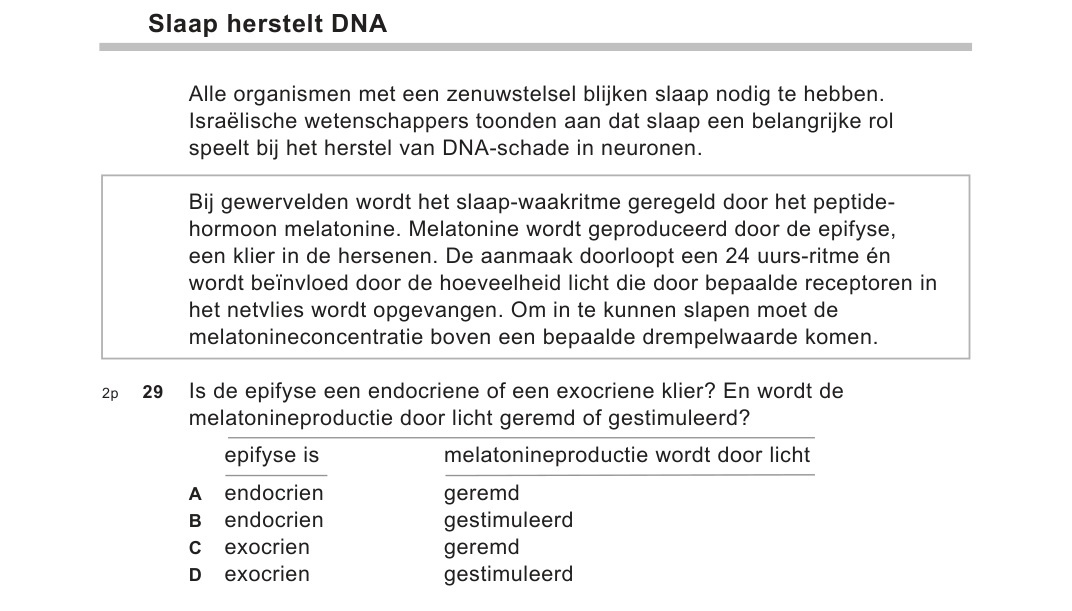 Slaap herstelt DNA
Alle organismen met een zenuwstelsel blijken slaap nodig te hebben.
Israëlische wetenschappers toonden aan dat slaap een belangrijke rol
speelt bij het herstel van DNA-schade in neuronen.
Bij gewervelden wordt het slaap-waakritme geregeld door het peptide-
hormoon melatonine. Melatonine wordt geproduceerd door de epifyse,
een klier in de hersenen. De aanmaak doorloopt een 24 uurs-ritme én
wordt beïnvloed door de hoeveelheid licht die door bepaalde receptoren in
het netvlies wordt opgevangen. Om in te kunnen slapen moet de
melatonineconcentratie boven een bepaalde drempelwaarde komen.
2p 29 Is de epifyse een endocriene of een exocriene klier? En wordt de
melatonineproductie door licht geremd of gestimuleerd?
epifyse is melatonineproductie wordt door licht
A endocrien geremd
B endocrien gestimuleerd
C exocrien geremd
D exocrien gestimuleerd